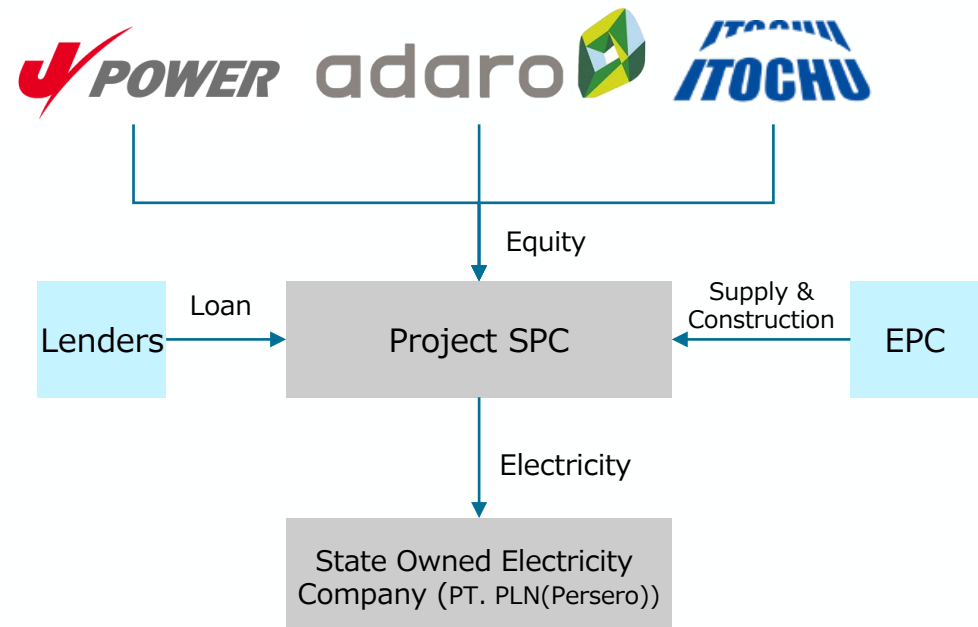 J POWER
adaro
ITOCHU
ITOCHU
Equity
Lenders
Loan
Project SPC
Supply &
Construction
EPC
Electricity
State Owned Electricity
Company (PT. PLN(Persero))